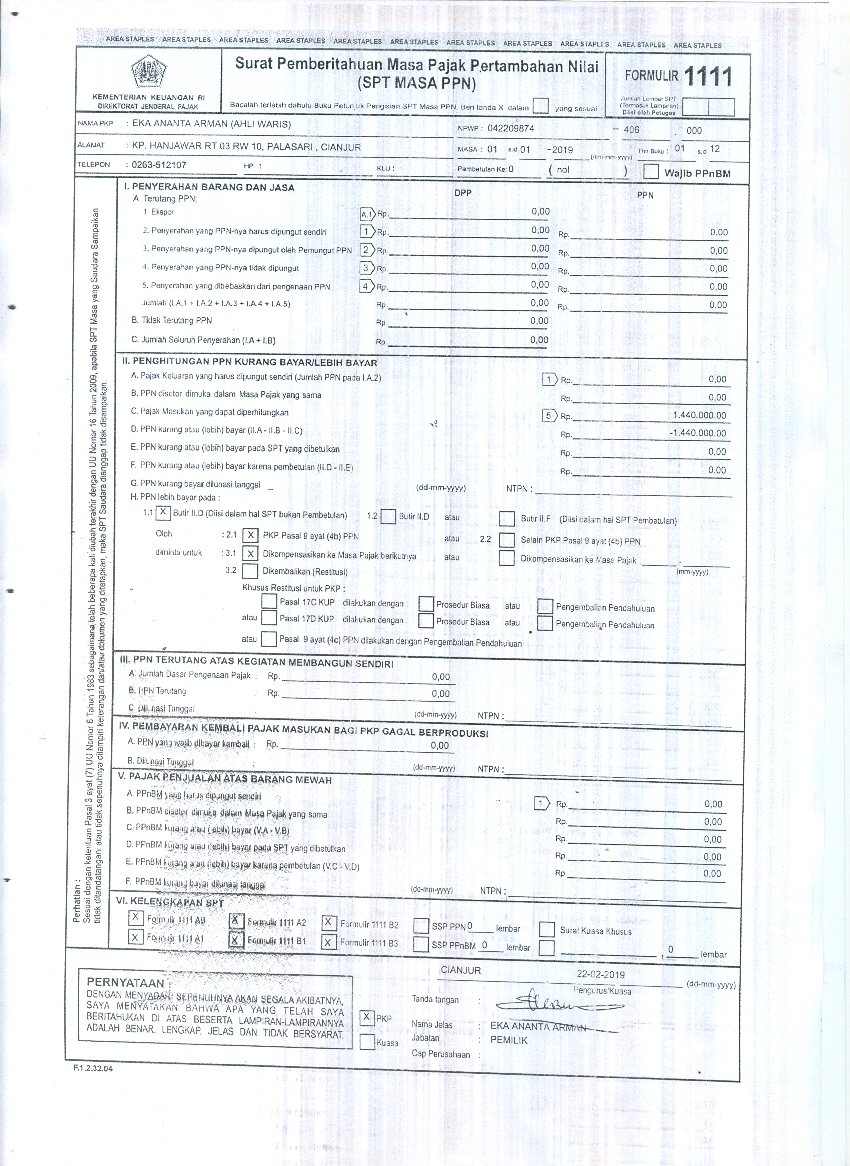 AREA STAPLES AREA STAPLES AREA STAPLES AREA STAPLES AREA STAPLES AREA STAPLES AREA STAPLES AREA STAPLES AREA STAPLES AREA STAPLES AREA STAPLES
KEMENTERIAN KEUANGAN RI
DIREKTORAT JENDERAL PAJAK
Surat Pemberitahuan Masa Pajak Pertambahan Nilai
(SPT MASA PPN)
Bacalah terlebih dahulu Buku Petunjuk Pengisian SPT Masa PPN. Beri tanda X dalam yang sesuai
FORMULIR 1111
Jumlah Lembar SPT
(Termasuk Lampiran)
Diisi oleh Petugas
NAMA PKP : EKA ANANTA ARMAN (AHLI WARIS) NPWP : 042209874 - 406 . 000
ALAMAT : KP. HANJAWAR RT 03 RW 10, PALASARI , CIANJUR MASA : 01 s.d 01 -2019 (mm-mm-yyyy) Thn Buku : 01 s.d 12
TELEPON : 0263-512107 HP : KLU : Pembetulan Ke: 0 ( nol ) Wajib PPnBM
I. PENYERAHAN BARANG DAN JASA DPP PPN
A. Terutang PPN:
1. Ekspor A.1 Rp. 0,00
2. Penyerahan yang PPN-nya harus dipungut sendiri 1 Rp. 0,00 Rp. 0,00
3. Penyerahan yang PPN-nya dipungut oleh Pemungut PPN 2 Rp. 0,00 Rp. 0,00
4. Penyerahan yang PPN-nya tidak dipungut 3 Rp. 0,00 Rp. 0,00
5. Penyerahan yang dibebaskan dari pengenaan PPN 4 Rp. 0,00 Rp. 0,00
Jumlah (I.A.1 + I.A.2 + I.A.3 + I.A.4 + I.A.5) Rp. 0,00 Rp. 0,00
B. Tidak Terutang PPN Rp. 0,00
C. Jumlah Seluruh Penyerahan (I.A + I.B) Rp. 0,00
II. PENGHITUNGAN PPN KURANG BAYAR/LEBIH BAYAR
A. Pajak Keluaran yang harus dipungut sendiri (Jumlah PPN pada I.A.2) 1 Rp. 0,00
B. PPN disetor dimuka dalam Masa Pajak yang sama Rp. 0,00
C. Pajak Masukan yang dapat diperhitungkan 5 Rp. 1.440.000.00
D. PPN kurang atau (lebih) bayar (II.A - II.B - II.C) Rp. -1.440.000.00
E. PPN kurang atau (lebih) bayar pada SPT yang dibetulkan Rp. 0,00
F. PPN kurang atau (lebih) bayar karena pembetulan (II.D - II.E) Rp. 0,00
G. PPN kurang bayar dilunasi tanggal _ (dd-mm-yyyy) NTPN :
H. PPN lebih bayar pada :
1.1 X Butir II.D (Diisi dalam hal SPT bukan Pembetulan) 1.2 Butir II.D atau Butir II.F (Diisi dalam hal SPT Pembetulan)
Oleh : 2.1 X PKP Pasal 9 ayat (4b) PPN atau 2.2 Selain PKP Pasal 9 ayat (4b) PPN
diminta untuk : 3.1 X Dikompensasikan ke Masa Pajak berikutnya atau Dikompensasikan ke Masa Pajak -
3.2 Dikembalikan (Restitusi) (mm-yyyy)
Khusus Restitusi untuk PKP :
Pasal 17C KUP dilakukan dengan Prosedur Biasa atau Pengembalian Pendahuluan
atau Pasal 17D KUP dilakukan dengan Prosedur Biasa atau Pengembalian Pendahuluan
atau Pasal 9 ayat (4c) PPN dilakukan dengan Pengembalian Pendahuluan
III. PPN TERUTANG ATAS KEGIATAN MEMBANGUN SENDIRI
A. Jumlah Dasar Pengenaan Pajak : Rp. 0,00
B. PPN Terutang : Rp. 0,00
C Dilunasi Tanggal : (dd-mm-yyyy) NTPN :
IV. PEMBAYARAN KEMBALI PAJAK MASUKAN BAGI PKP GAGAL BERPRODUKSI
A. PPN yang wajib dibayar kembali : Rp. 0,00
B. Dilunasi Tanggal : (dd-mm-yyyy) NTPN :
V. PAJAK PENJUALAN ATAS BARANG MEWAH
A. PPnBM yang harus dipungut sendiri 1 Rp. 0,00
B. PPnBM disetor dimuka dalam Masa Pajak yang sama Rp. 0,00
C. PPnBM kurang atau (lebih) bayar (V.A - V.B) Rp. 0,00
D. PPnBM kurang atau (lebih) bayar pada SPT yang dibetulkan Rp. 0,00
E. PPnBM kurang atau (lebih) bayar karena pembetulan (V.C - V.D) Rp. 0,00
F. PPnBM kurang bayar dilunasi tanggal (dd-mm-yyyy) NTPN :
VI. KELENGKAPAN SPT
X Formulir 1111 AB X Formulir 1111 A2 X Formulir 1111 B2 SSP PPN 0 lembar Surat Kuasa Khusus
X Formulir 1111 A1 X Formulir 1111 B1 X Formulir 1111 B3 SSP PPnBM 0 lembar , 0 lembar
Perhatian :
Sesuai dengan ketentuan Pasal 3 ayat (7) UU Nomor 6 Tahun 1983 sebagaimana telah beberapa kali diubah terakhir dengan UU Nomor 16 Tahun 2009, apabila SPT Masa yang Saudara Sampaikan
tidak ditandatangani atau tidak sepenuhnya dilampiri keterangan dan/atau dokumen yang ditetapkan, maka SPT Saudara dianggap tidak disampaikan.
PERNYATAAN :
DENGAN MENYADARI SEPENUHNYA AKAN SEGALA AKIBATNYA,
SAYA MENYATAKAN BAHWA APA YANG TELAH SAYA
BERITAHUKAN DI ATAS BESERTA LAMPIRAN-LAMPIRANNYA
ADALAH BENAR, LENGKAP, JELAS DAN TIDAK BERSYARAT.
X PKP
Kuasa
CIANJUR 22-02-2019 (dd-mm-yyyy)
Pengurus/Kuasa
Tanda tangan :
Nama Jelas : EKA ANANTA ARMAN
Jabatan : PEMILIK
Cap Perusahaan :
F.1.2.32.04